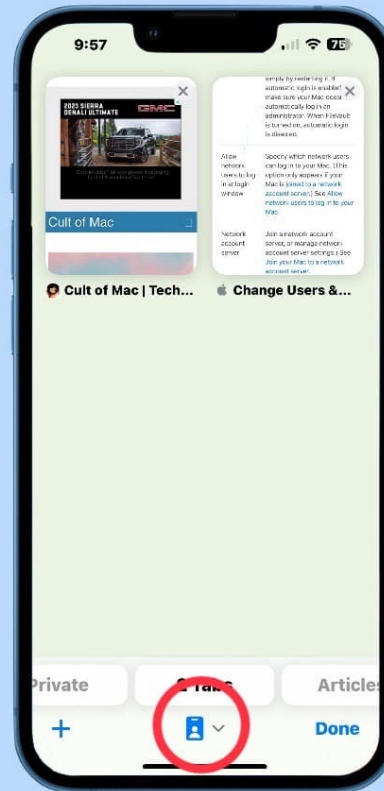 9:57
75
2023 SIERRA
DENALI ULTIMATE
GMC
Cult of Mac
Cult of Mac | Tech...
simply by restarting it. If
automatic login is enabled,
make sure your Mac doesn't
automatically log in an
administrator. When FileVault
is turned on, automatic login
is disabled.
Allow
network
users to log
in at login
window
Specify which network users
can log in to your Mac. (This
option only appears if your
Mac is joined to a network
account server.) See Allow
network users to log in to your
Mac.
Network
account
server
Join a network account
server, or manage network
account server settings.) See
Join your Mac to a network
account server.
Change Users &...
Private
2 Tabs
Articles
Done